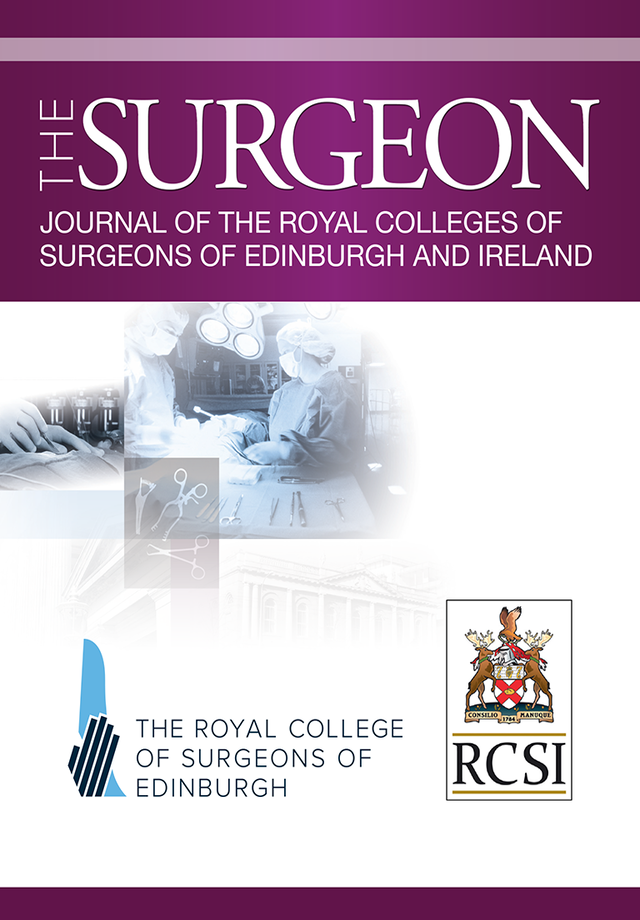 THE SURGEON
JOURNAL OF THE ROYAL COLLEGES OF
SURGEONS OF EDINBURGH AND IRELAND
THE ROYAL COLLEGE
OF SURGEONS OF
EDINBURGH
CONSILIO 1784 MANUQUE
RCSI